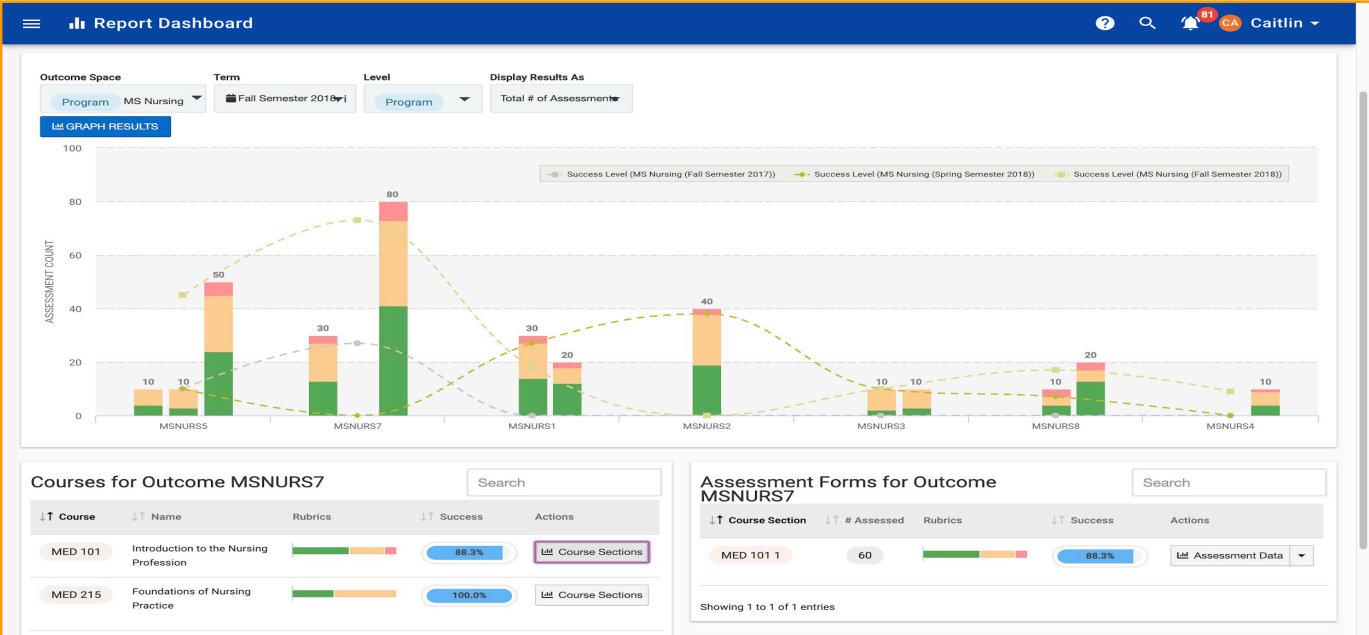 Report Dashboard
? 81 CA Caitlin
Outcome Space Term Level Display Results As
Program MS Nursing Fall Semester 2018 Program Total # of Assessments
GRAPH RESULTS
100
Success Level (MS Nursing (Fall Semester 2017)) Success Level (MS Nursing (Spring Semester 2018)) Success Level (MS Nursing (Fall Semester 2018))
80
60
40
20
0
ASSESSMENT COUNT
10 10 50 30 80 30 20 40 10 10 10 20 10
MSNURS5 MSNURS7 MSNURS1 MSNURS2 MSNURS3 MSNURS8 MSNURS4
Courses for Outcome MSNURS7
Search
Course Name Rubrics Success Actions
MED 101 Introduction to the Nursing Profession 88.3% Course Sections
MED 215 Foundations of Nursing Practice 100.0% Course Sections
Assessment Forms for Outcome
MSNURS7
Search
Course Section # Assessed Rubrics Success Actions
MED 101 1 60 88.3% Assessment Data
Showing 1 to 1 of 1 entries